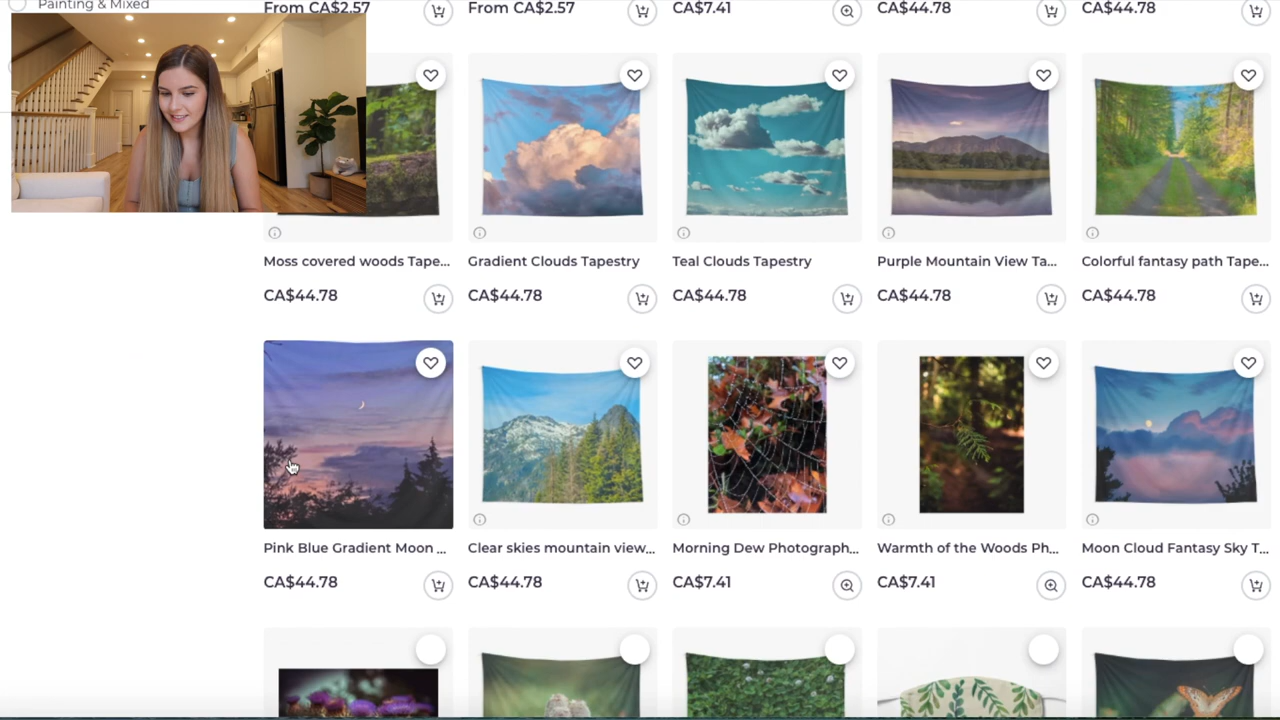 Painting & Mixed
From CA$2.57
From CA$2.57
CA$7.41
CA$44.78
CA$44.78
Moss covered woods Tape...
Gradient Clouds Tapestry
Teal Clouds Tapestry
Purple Mountain View Ta...
Colorful fantasy path Tape...
CA$44.78
CA$44.78
CA$44.78
CA$44.78
CA$44.78
Pink Blue Gradient Moon ...
Clear skies mountain view...
Morning Dew Photograph...
Warmth of the Woods Ph...
Moon Cloud Fantasy Sky T...
CA$44.78
CA$44.78
CA$7.41
CA$7.41
CA$44.78